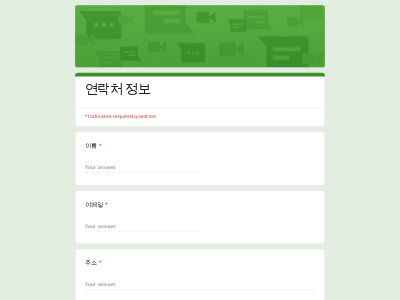 연락처 정보
* Indicates required question
이름 *
Your answer
이메일 *
Your answer
주소 *
Your answer